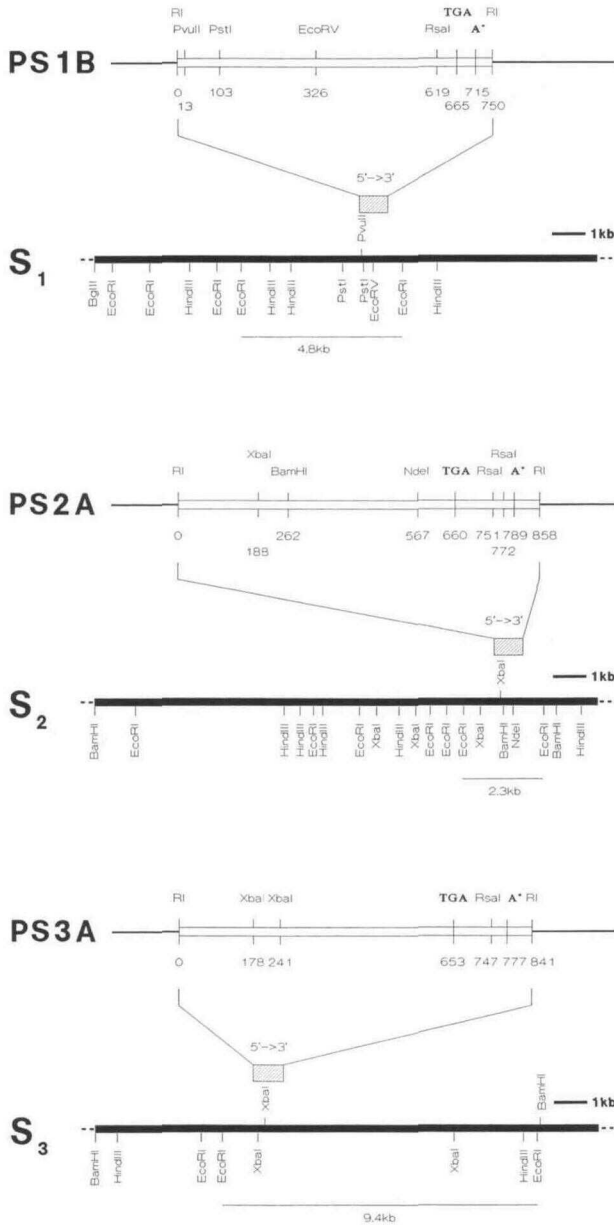 RI TGA RI
PvuII PstI EcoRV RsaI A*
PS1B
0 103 326 619 715
13 665 750
5'->3'
PvuII
1kb
S1
BglII EcoRI EcoRI HindIII EcoRI EcoRI HindIII HindIII PstI PstI EcoRV EcoRI HindIII
4.8kb
RsaI
XbaI
RI BamHI NdeI TGA RsaI A* RI
PS2A
0 262 567 660 751 789 858
188 772
5'->3'
XbaI
1kb
S2
BamHI EcoRI HindIII HindIII EcoRI HindIII EcoRI XbaI HindIII XbaI EcoRI EcoRI EcoRI XbaI BamHI NdeI EcoRI BamHI HindIII
2.3kb
RI XbaI XbaI TGA RsaI A* RI
PS3A
0 178 241 653 747 777 841
5'->3'
XbaI
BamHI
1kb
S3
BamHI HindIII EcoRI EcoRI XbaI XbaI HindIII EcoRI
9.4kb